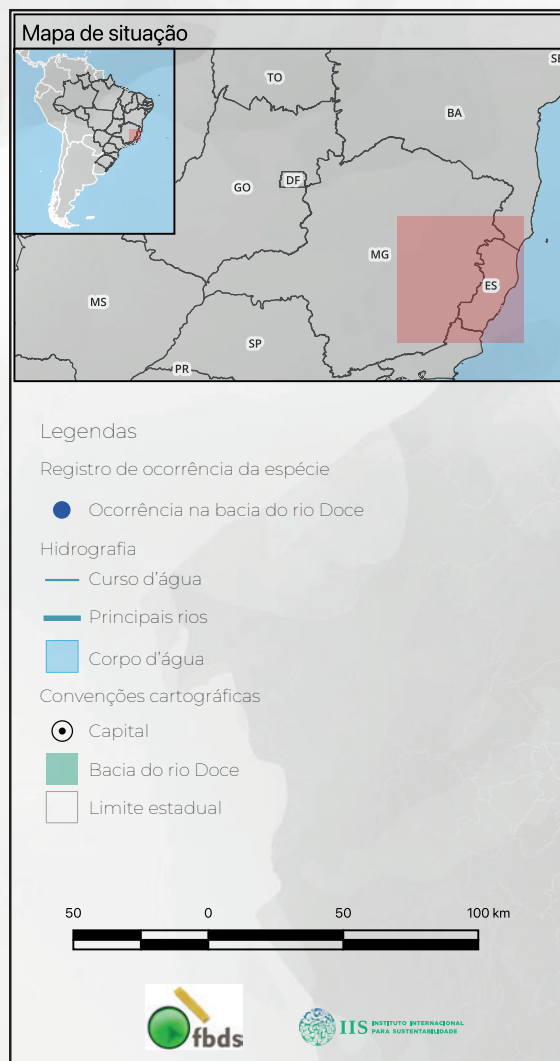 Mapa de situação
TO
BA
GO
DF
MG
ES
MS
SP
PR
Legendas
Registro de ocorrência da espécie
Ocorrência na bacia do rio Doce
Hidrografia
Curso d'água
Principais rios
Corpo d'água
Convenções cartográficas
Capital
Bacia do rio Doce
Limite estadual
50 0 50 100 km
fbds
IIS INSTITUTO INTERNACIONAL
PARA SUSTENTABILIDADE